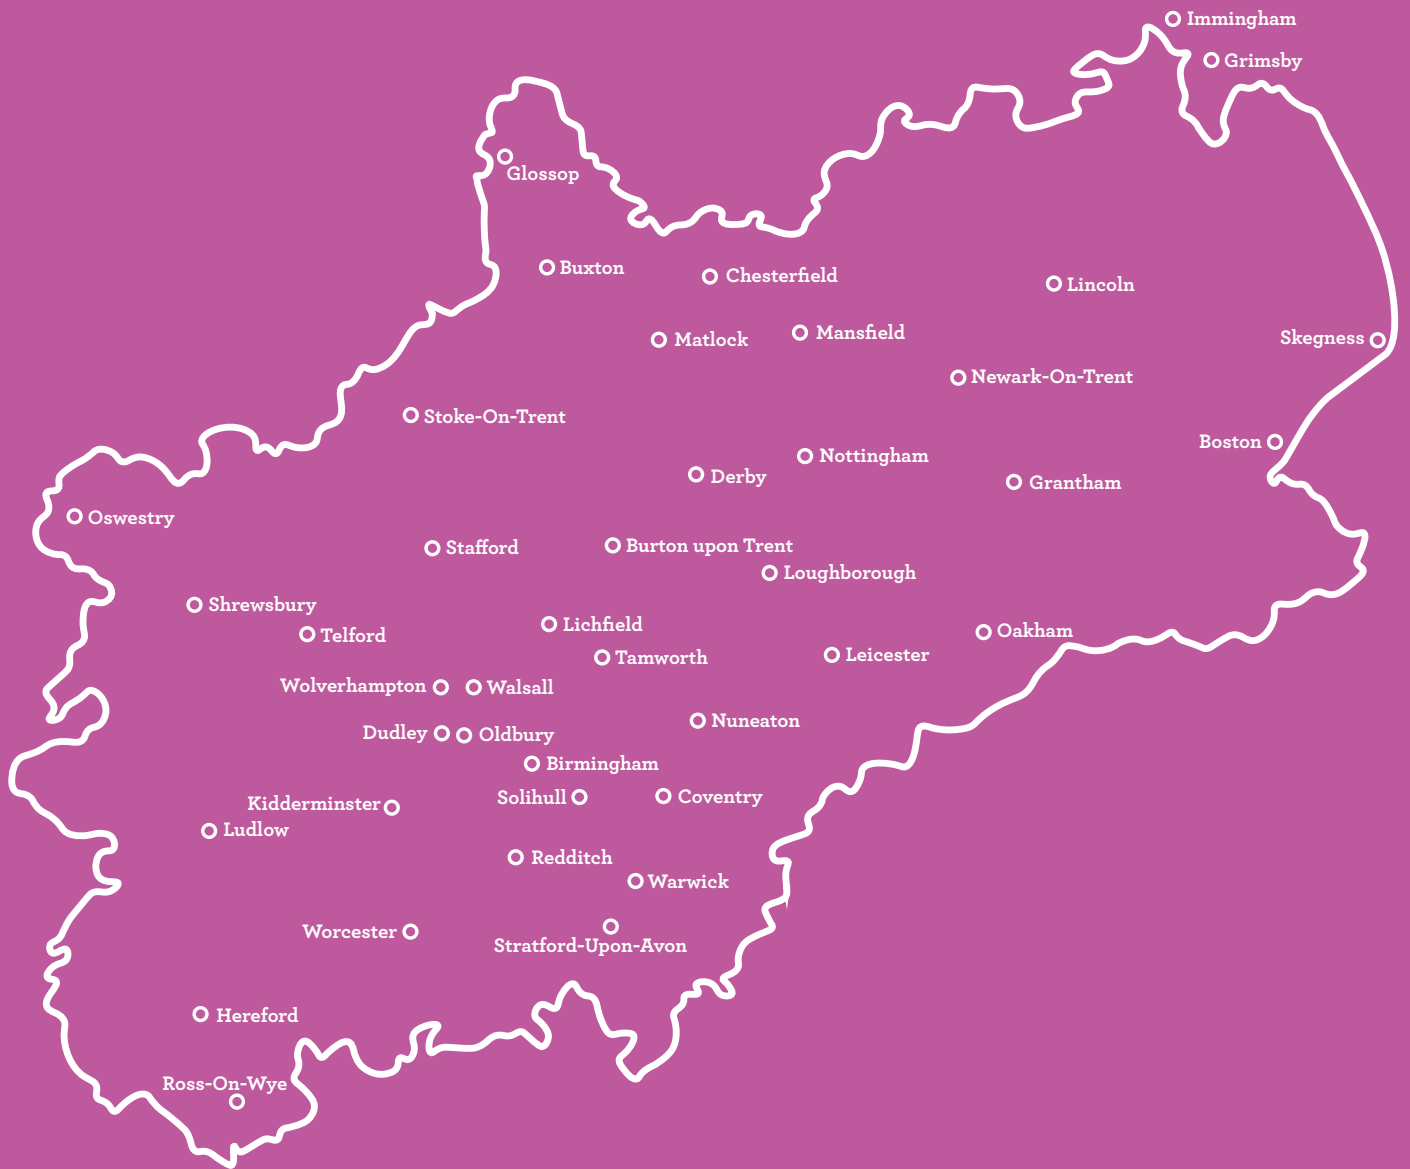 Immingham
Grimsby
Glossop
Buxton
Chesterfield
Lincoln
Matlock
Mansfield
Skegness
Newark-On-Trent
Stoke-On-Trent
Boston
Nottingham
Derby
Grantham
Oswestry
Stafford
Burton upon Trent
Loughborough
Shrewsbury
Telford
Lichfield
Oakham
Tamworth
Leicester
Wolverhampton
Walsall
Nuneaton
Dudley
Oldbury
Birmingham
Solihull
Coventry
Kidderminster
Ludlow
Redditch
Warwick
Worcester
Stratford-Upon-Avon
Hereford
Ross-On-Wye